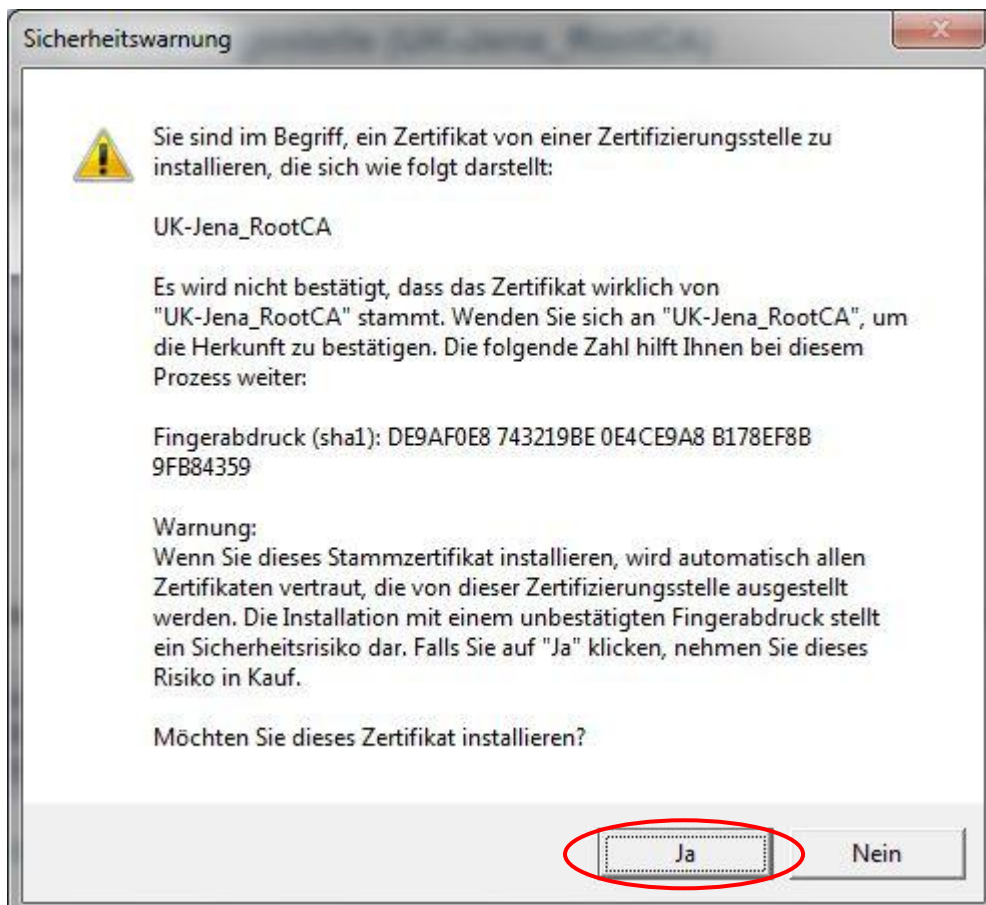 Sicherheitswarnung
Sie sind im Begriff, ein Zertifikat von einer Zertifizierungsstelle zu
installieren, die sich wie folgt darstellt:
UK-Jena_RootCA
Es wird nicht bestätigt, dass das Zertifikat wirklich von
"UK-Jena_RootCA" stammt. Wenden Sie sich an "UK-Jena_RootCA", um
die Herkunft zu bestätigen. Die folgende Zahl hilft Ihnen bei diesem
Prozess weiter:
Fingerabdruck (sha1): DE9AF0E8 743219BE 0E4CE9A8 B178EF8B
9FB84359
Warnung:
Wenn Sie dieses Stammzertifikat installieren, wird automatisch allen
Zertifikaten vertraut, die von dieser Zertifizierungsstelle ausgestellt
werden. Die Installation mit einem unbestätigten Fingerabdruck stellt
ein Sicherheitsrisiko dar. Falls Sie auf "Ja" klicken, nehmen Sie dieses
Risiko in Kauf.
Möchten Sie dieses Zertifikat installieren?
Ja Nein